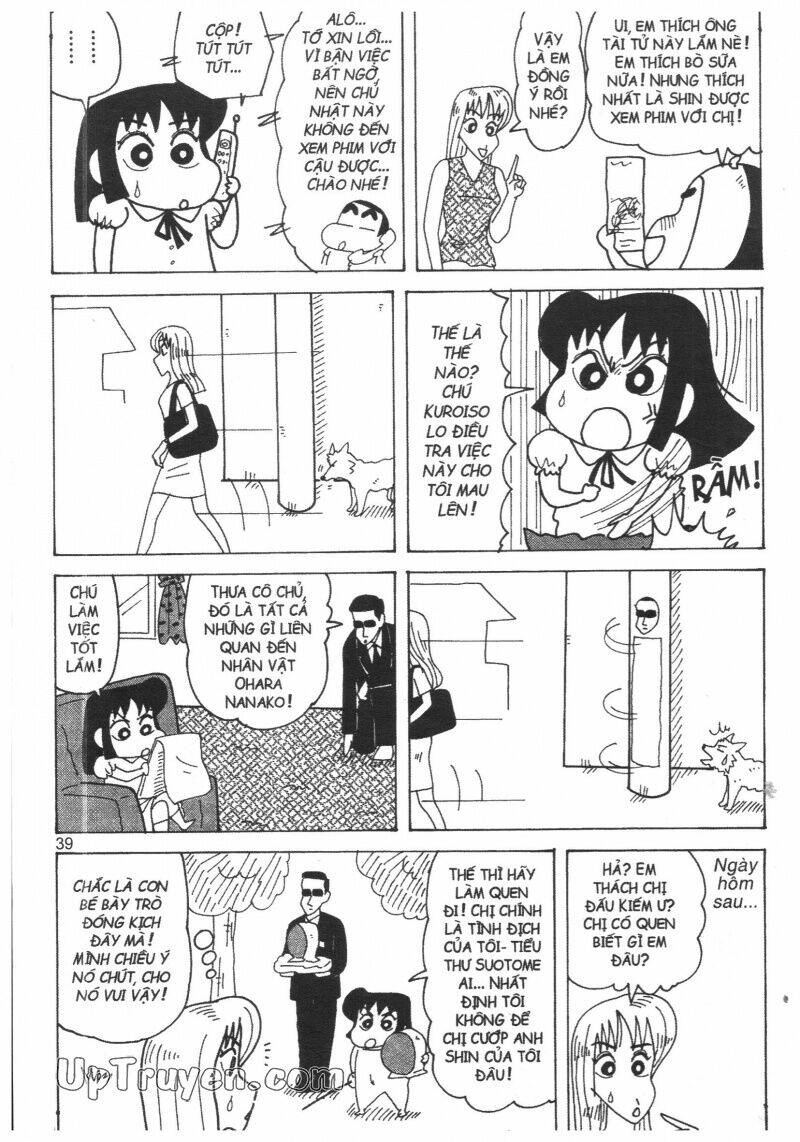 UI, EM THÍCH ÔNG
TÀI TỬ NÀY LẮM NÈ!
EM THÍCH BÒ SỮA
NỮA! NHƯNG THÍCH
NHẤT LÀ SHIN ĐƯỢC
XEM PHIM VỚI CHỊ!
VẬY
LÀ EM
ĐỒNG
Ý RỒI
NHÉ?
ALÔ...
TỚ XIN LỖI...
VÌ BẬN VIỆC
BẤT NGỜ,
NÊN CHỦ
NHẬT NÀY
KHÔNG ĐẾN
XEM PHIM VỚI
CẬU ĐƯỢC...
CHÀO NHÉ!
CỘP!
TÚT TÚT
TÚT...
THẾ LÀ
THẾ
NÀO?
CHÚ
KUROISO
LO ĐIỀU
TRA VIỆC
NÀY CHO
TÔI MAU
LÊN!
RẦM!
THƯA CÔ CHỦ,
ĐÓ LÀ TẤT CẢ
NHỮNG GÌ LIÊN
QUAN ĐẾN
NHÂN VẬT
OHARA
NANAKO!
CHÚ
LÀM
VIỆC
TỐT
LẮM!
39
Ngày
hôm
sau...
HẢ? EM
THÁCH CHỊ
ĐẤU KIẾM Ư?
CHỊ CÓ QUEN
BIẾT GÌ EM
ĐÂU?
THẾ THÌ HÃY
LÀM QUEN
ĐI! CHỊ CHÍNH
LÀ TÌNH ĐỊCH
CỦA TÔI- TIỂU
THƯ SUOTOME
AI... NHẤT
ĐỊNH TÔI
KHÔNG ĐỂ
CHỊ CƯỚP ANH
SHIN CỦA TÔI
ĐÂU!
CHẮC LÀ CON
BÉ BÀY TRÒ
ĐÓNG KỊCH
ĐÂY MÀ!
MÌNH CHIỀU Ý
NÓ CHÚT, CHO
NÓ VUI VẬY!
UpTruyen.com